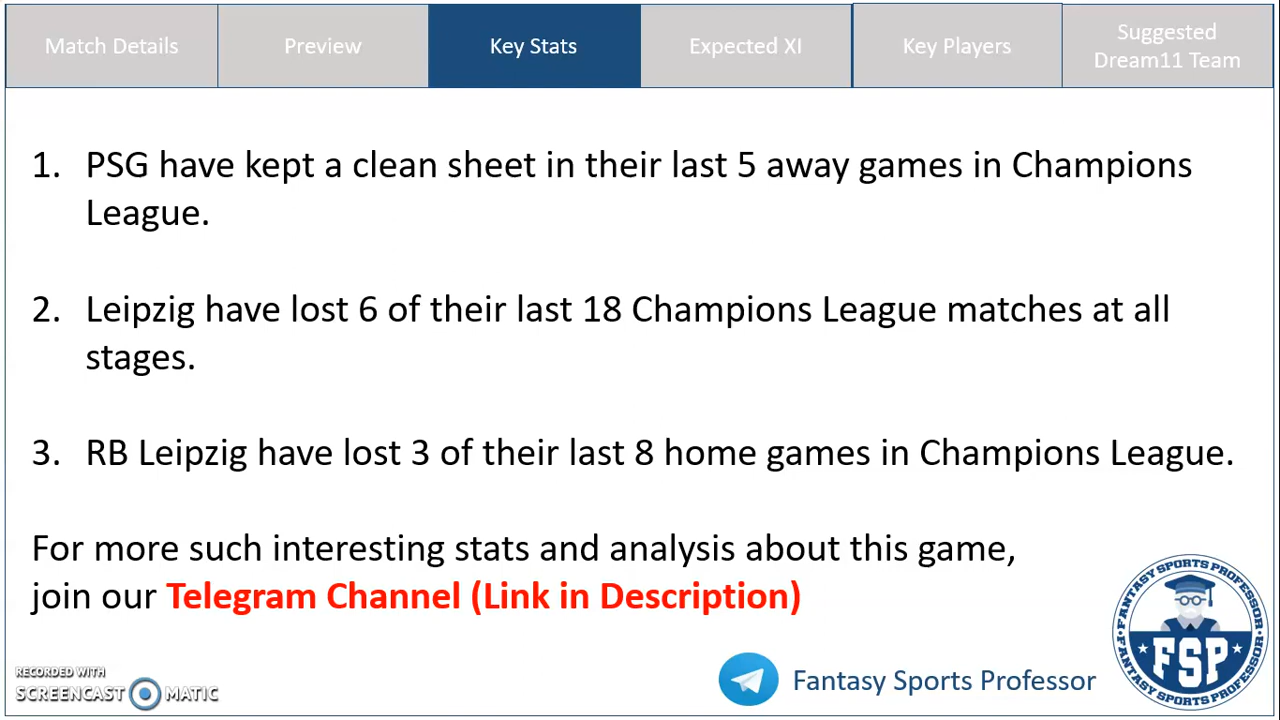 Match Details
Preview
Key Stats
Expected XI
Key Players
Suggested
Dream11 Team
1. PSG have kept a clean sheet in their last 5 away games in Champions
League.
2. Leipzig have lost 6 of their last 18 Champions League matches at all
stages.
3. RB Leipzig have lost 3 of their last 8 home games in Champions League.
For more such interesting stats and analysis about this game,
join our Telegram Channel (Link in Description)
FANTASY SPORTS PROFESSOR
FANTASY SPORTS PROFESSOR
FSP
RECORDED WITH
SCREENCAST MATIC
Fantasy Sports Professor